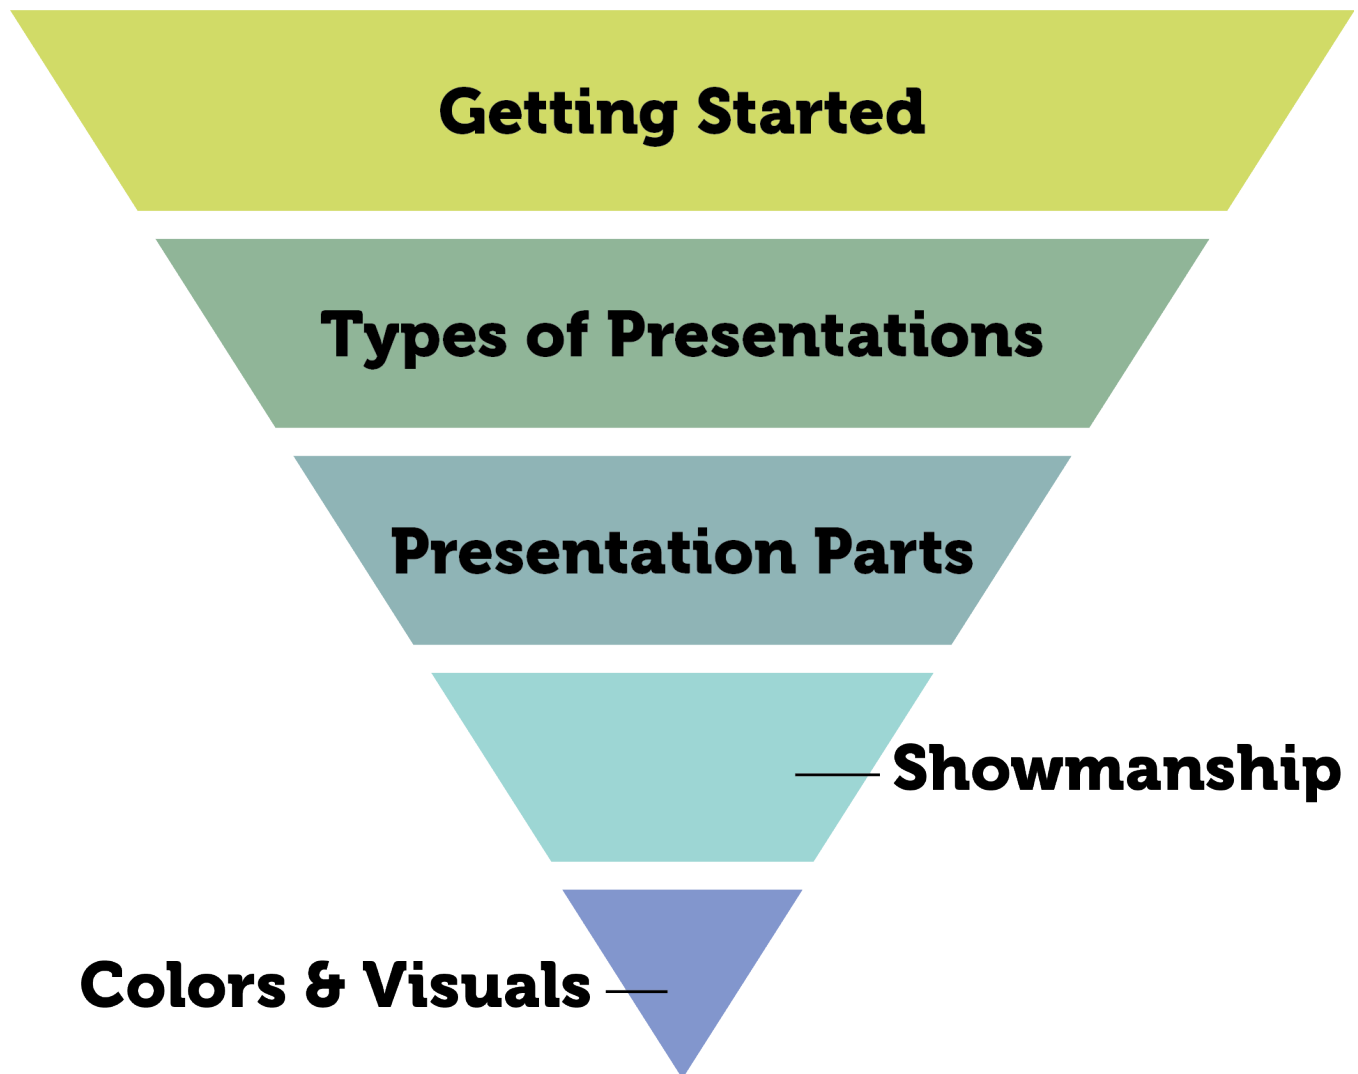 Getting Started
Types of Presentations
Presentation Parts
Showmanship
Colors & Visuals